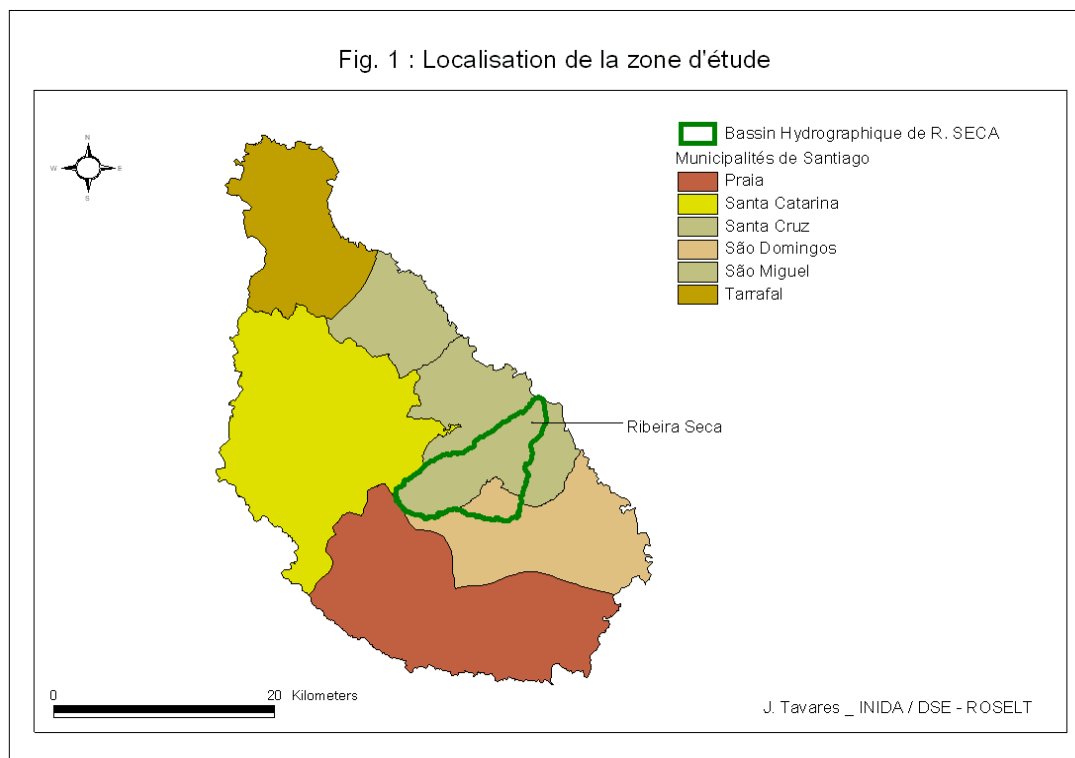 Fig. 1 : Localisation de la zone d'étude
N
W E
S
Bassin Hydrographique de R. SECA
Municipalités de Santiago
Praia
Santa Catarina
Santa Cruz
São Domingos
São Miguel
Tarrafal
Ribeira Seca
0 20 Kilometers
J. Tavares _ INIDA / DSE - ROSELT